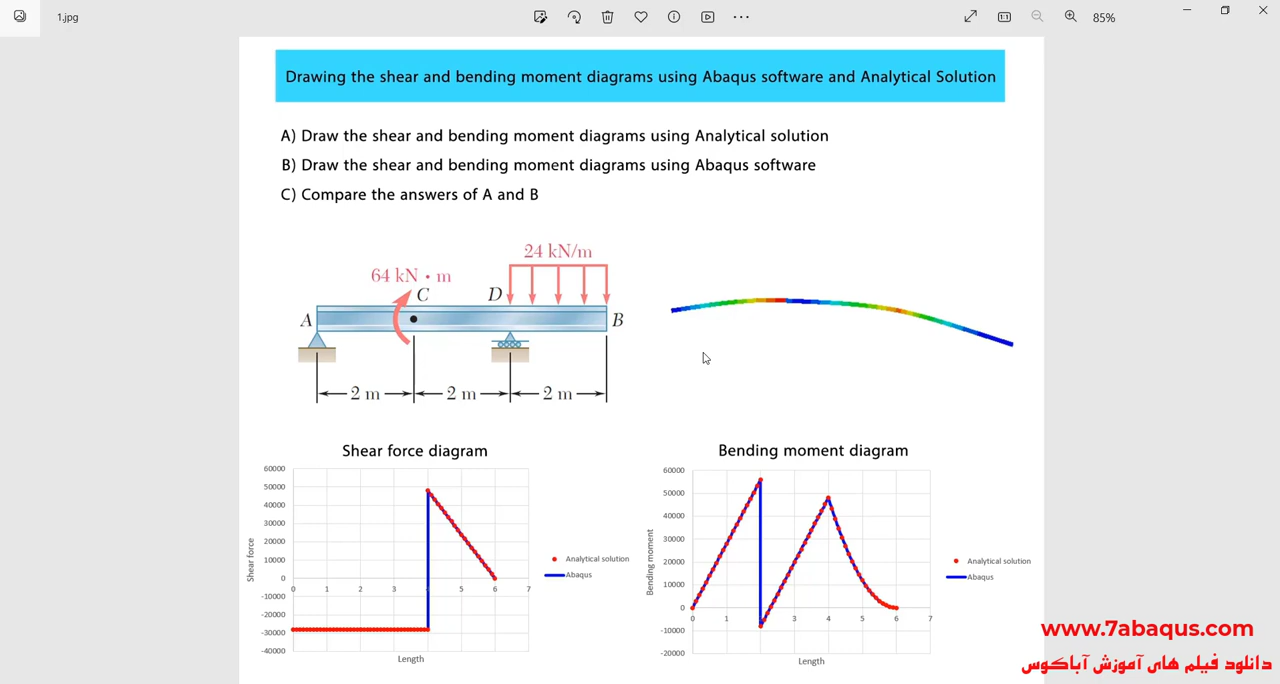 1.jpg
85%
Drawing the shear and bending moment diagrams using Abaqus software and Analytical Solution
A) Draw the shear and bending moment diagrams using Analytical solution
B) Draw the shear and bending moment diagrams using Abaqus software
C) Compare the answers of A and B
24 kN/m
64 kN · m
C
D
A
B
2 m
2 m
2 m
Shear force diagram
60000
50000
40000
30000
20000
10000
0
-10000
-20000
-30000
-40000
0 1 2 3 4 5 6 7
Shear force
Length
Analytical solution
Abaqus
Bending moment diagram
60000
50000
40000
30000
20000
10000
0
-10000
-20000
0 1 3 4 5 6 7
Bending moment
Length
Analytical solution
Abaqus
www.7abaqus.com
دانلود فیلم های آموزش آباکوس